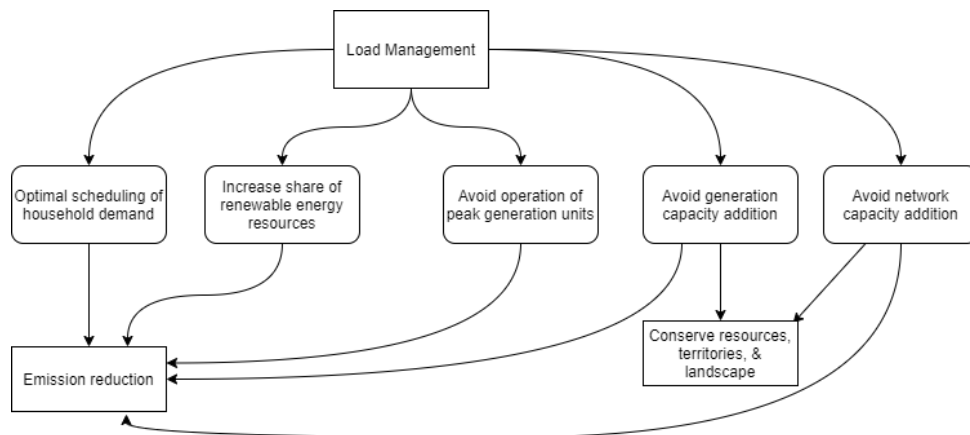 Load Management
Optimal scheduling of
household demand
Increase share of
renewable energy
resources
Avoid operation of
peak generation units
Avoid generation
capacity addition
Avoid network
capacity addition
Emission reduction
Conserve resources,
territories, &
landscape